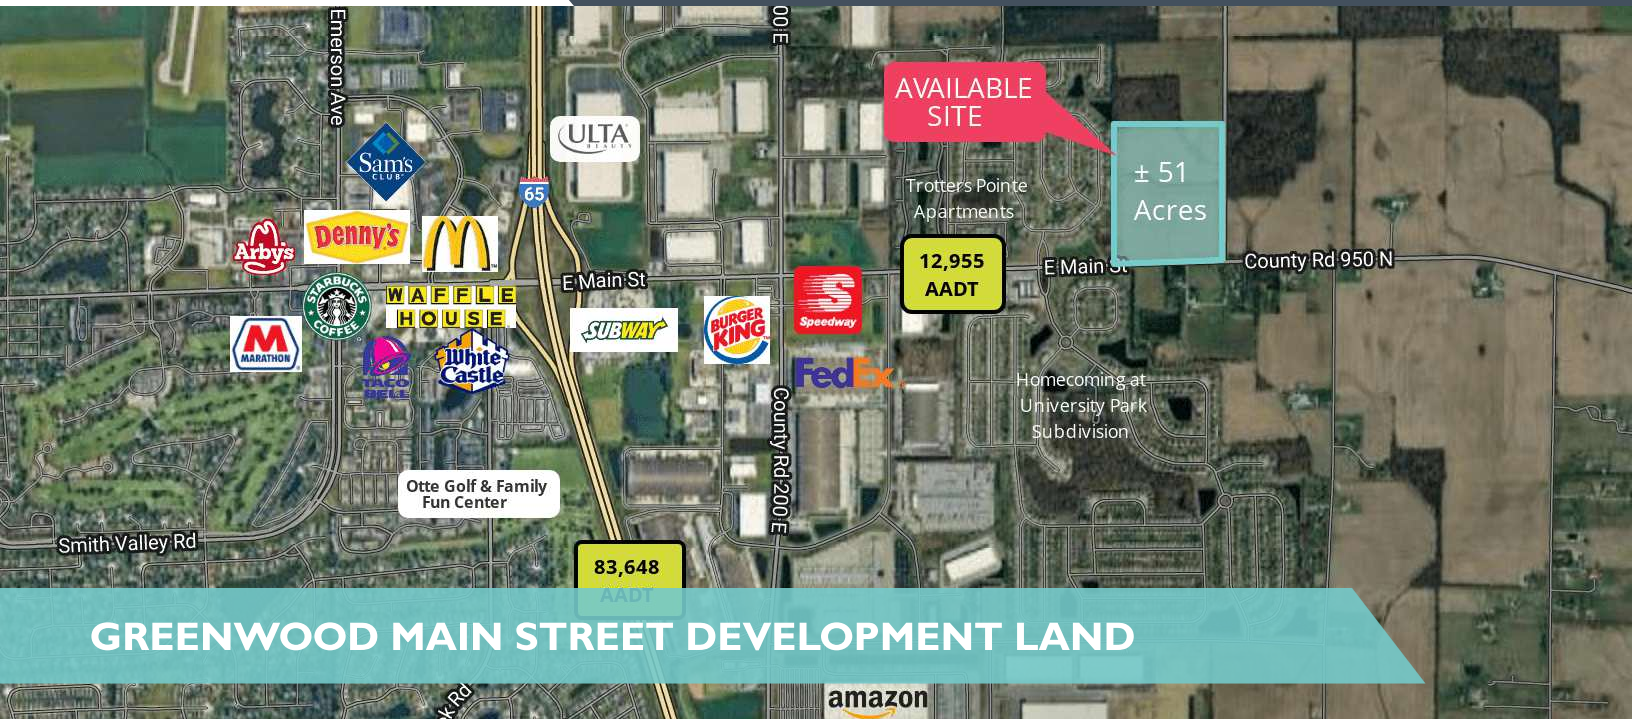 Emerson Ave
00 E
AVAILABLE
SITE
ULTA
BEAUTY
Sam's
CLUB
± 51
Acres
65
Trotters Pointe
Apartments
Arby's
Denny's
12,955
AADT
E Main St
County Rd 950 N
E Main St
STARBUCKS
COFFEE
WAFFLE
HOUSE
SUBWAY
BURGER
KING
Speedway
MARATHON
TACO
BELL
White
Castle
FedEx
Homecoming at
University Park
Subdivision
County Rd 200 E
Otte Golf & Family
Fun Center
Smith Valley Rd
83,648
AADT
GREENWOOD MAIN STREET DEVELOPMENT LAND
k Rd
amazon